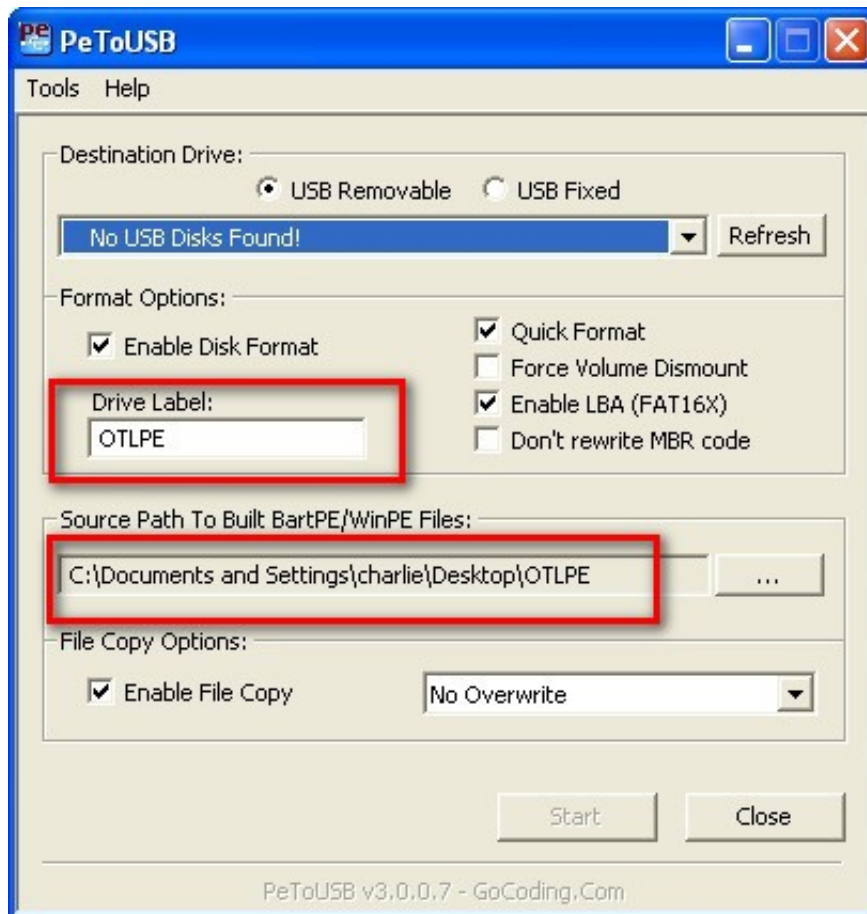 PeToUSB
Tools Help
Destination Drive:
USB Removable USB Fixed
No USB Disks Found! Refresh
Format Options:
Enable Disk Format
Quick Format
Force Volume Dismount
Drive Label:
Enable LBA (FAT16X)
OTLPE
Don't rewrite MBR code
Source Path To Built BartPE/WinPE Files:
C:\Documents and Settings\charlie\Desktop\OTLPE ...
File Copy Options:
Enable File Copy No Overwrite
Start Close
PeToUSB v3.0.0.7 - GoCoding.Com